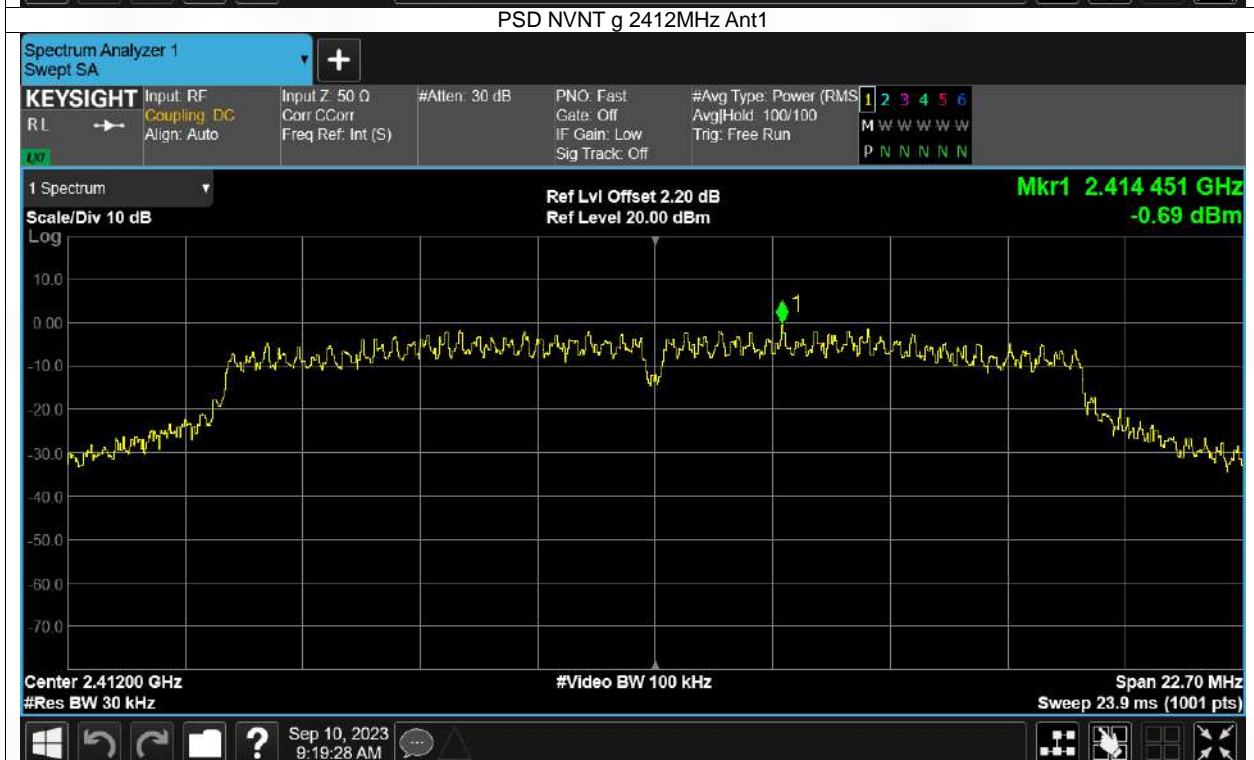 PSD NVNT g 2412MHz Ant1
Spectrum Analyzer 1
Swept SA
+
KEYSIGHT
RL
LXI
Input: RF
Coupling: DC
Align: Auto
Input Z: 50 Ω
Corr CCorr
Freq Ref: Int (S)
#Atten: 30 dB
PNO: Fast
Gate: Off
IF Gain: Low
Sig Track: Off
#Avg Type: Power (RMS
Avg|Hold: 100/100
Trig: Free Run
1 2 3 4 5 6
M W W W W W
P N N N N N
1 Spectrum
Scale/Div 10 dB
Log
Ref Lvl Offset 2.20 dB
Ref Level 20.00 dBm
Mkr1 2.414 451 GHz
-0.69 dBm
10.0
0.00
-10.0
-20.0
-30.0
-40.0
-50.0
-60.0
-70.0
1
Center 2.41200 GHz
#Res BW 30 kHz
#Video BW 100 kHz
Span 22.70 MHz
Sweep 23.9 ms (1001 pts)
?
Sep 10, 2023
9:19:28 AM